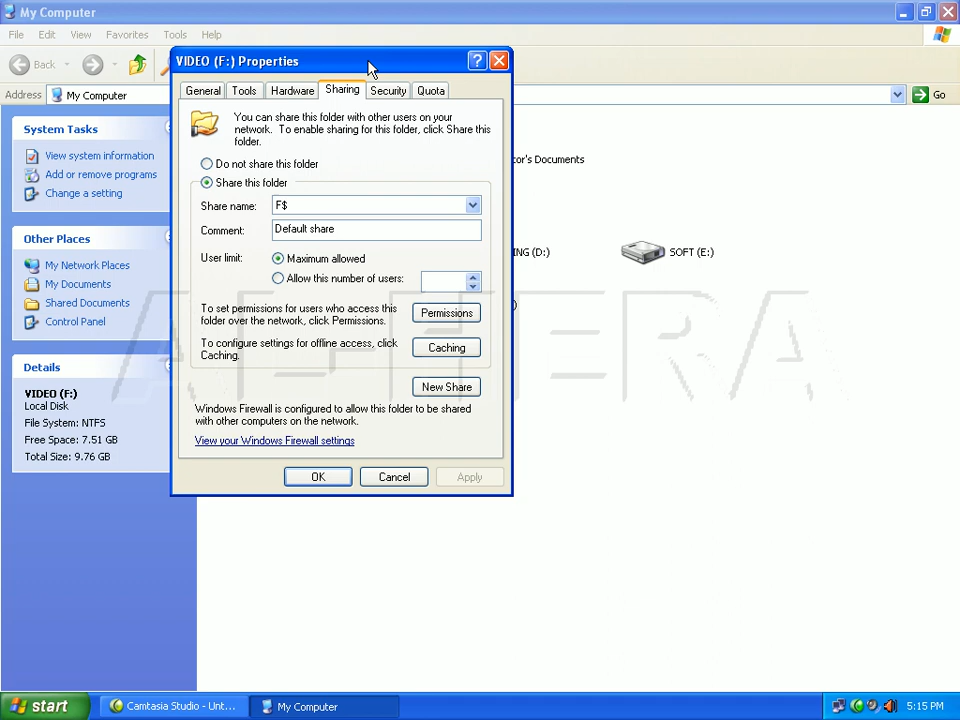 My Computer
File Edit View Favorites Tools Help
Back
Address My Computer Go
System Tasks
View system information
Add or remove programs
Change a setting
Other Places
My Network Places
My Documents
Shared Documents
Control Panel
Details
VIDEO (F:)
Local Disk
File System: NTFS
Free Space: 7.51 GB
Total Size: 9.76 GB
VIDEO (F:) Properties
General Tools Hardware Sharing Security Quota
You can share this folder with other users on your
network. To enable sharing for this folder, click Share this
folder.
Do not share this folder
Share this folder
Share name: F$
Comment: Default share
User limit: Maximum allowed
Allow this number of users:
To set permissions for users who access this
folder over the network, click Permissions.
Permissions
To configure settings for offline access, click
Caching.
Caching
New Share
Windows Firewall is configured to allow this folder to be shared
with other computers on the network.
View your Windows Firewall settings
OK Cancel Apply
Documents
(D:)
SOFT (E:)
start Camtasia Studio - Unt... My Computer 5:15 PM